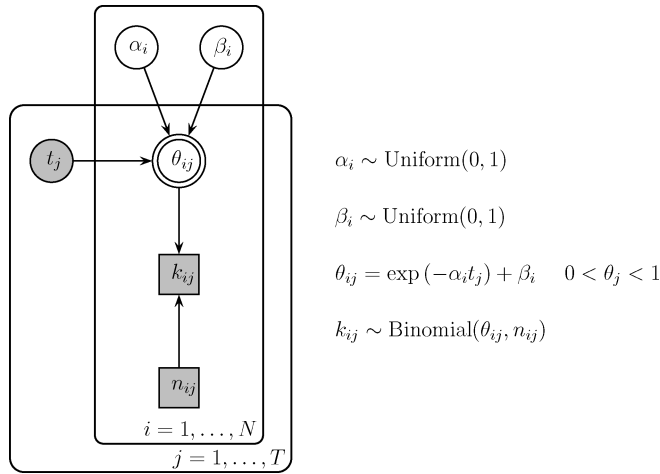 α_i
β_i
t_j
θ_ij
k_ij
n_ij
i = 1, . . . , N
j = 1, . . . , T
α_i ∼ Uniform(0, 1)
β_i ∼ Uniform(0, 1)
θ_ij = exp (−α_i t_j) + β_i 0 < θ_j < 1
k_ij ∼ Binomial(θ_ij, n_ij)